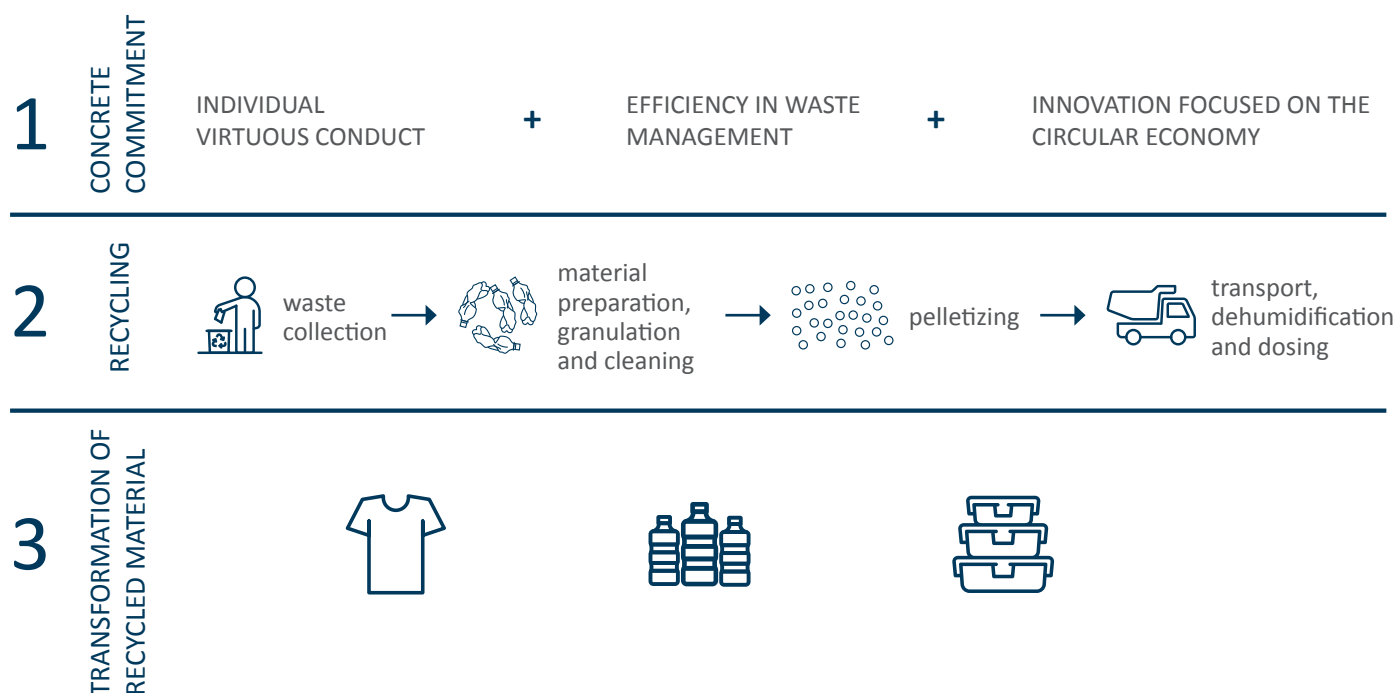 1
CONCRETE
COMMITMENT
INDIVIDUAL
VIRTUOUS CONDUCT
+
EFFICIENCY IN WASTE
MANAGEMENT
+
INNOVATION FOCUSED ON THE
CIRCULAR ECONOMY
2
RECYCLING
waste
collection
material
preparation,
granulation
and cleaning
pelletizing
transport,
dehumidification
and dosing
3
TRANSFORMATION OF
RECYCLED MATERIAL